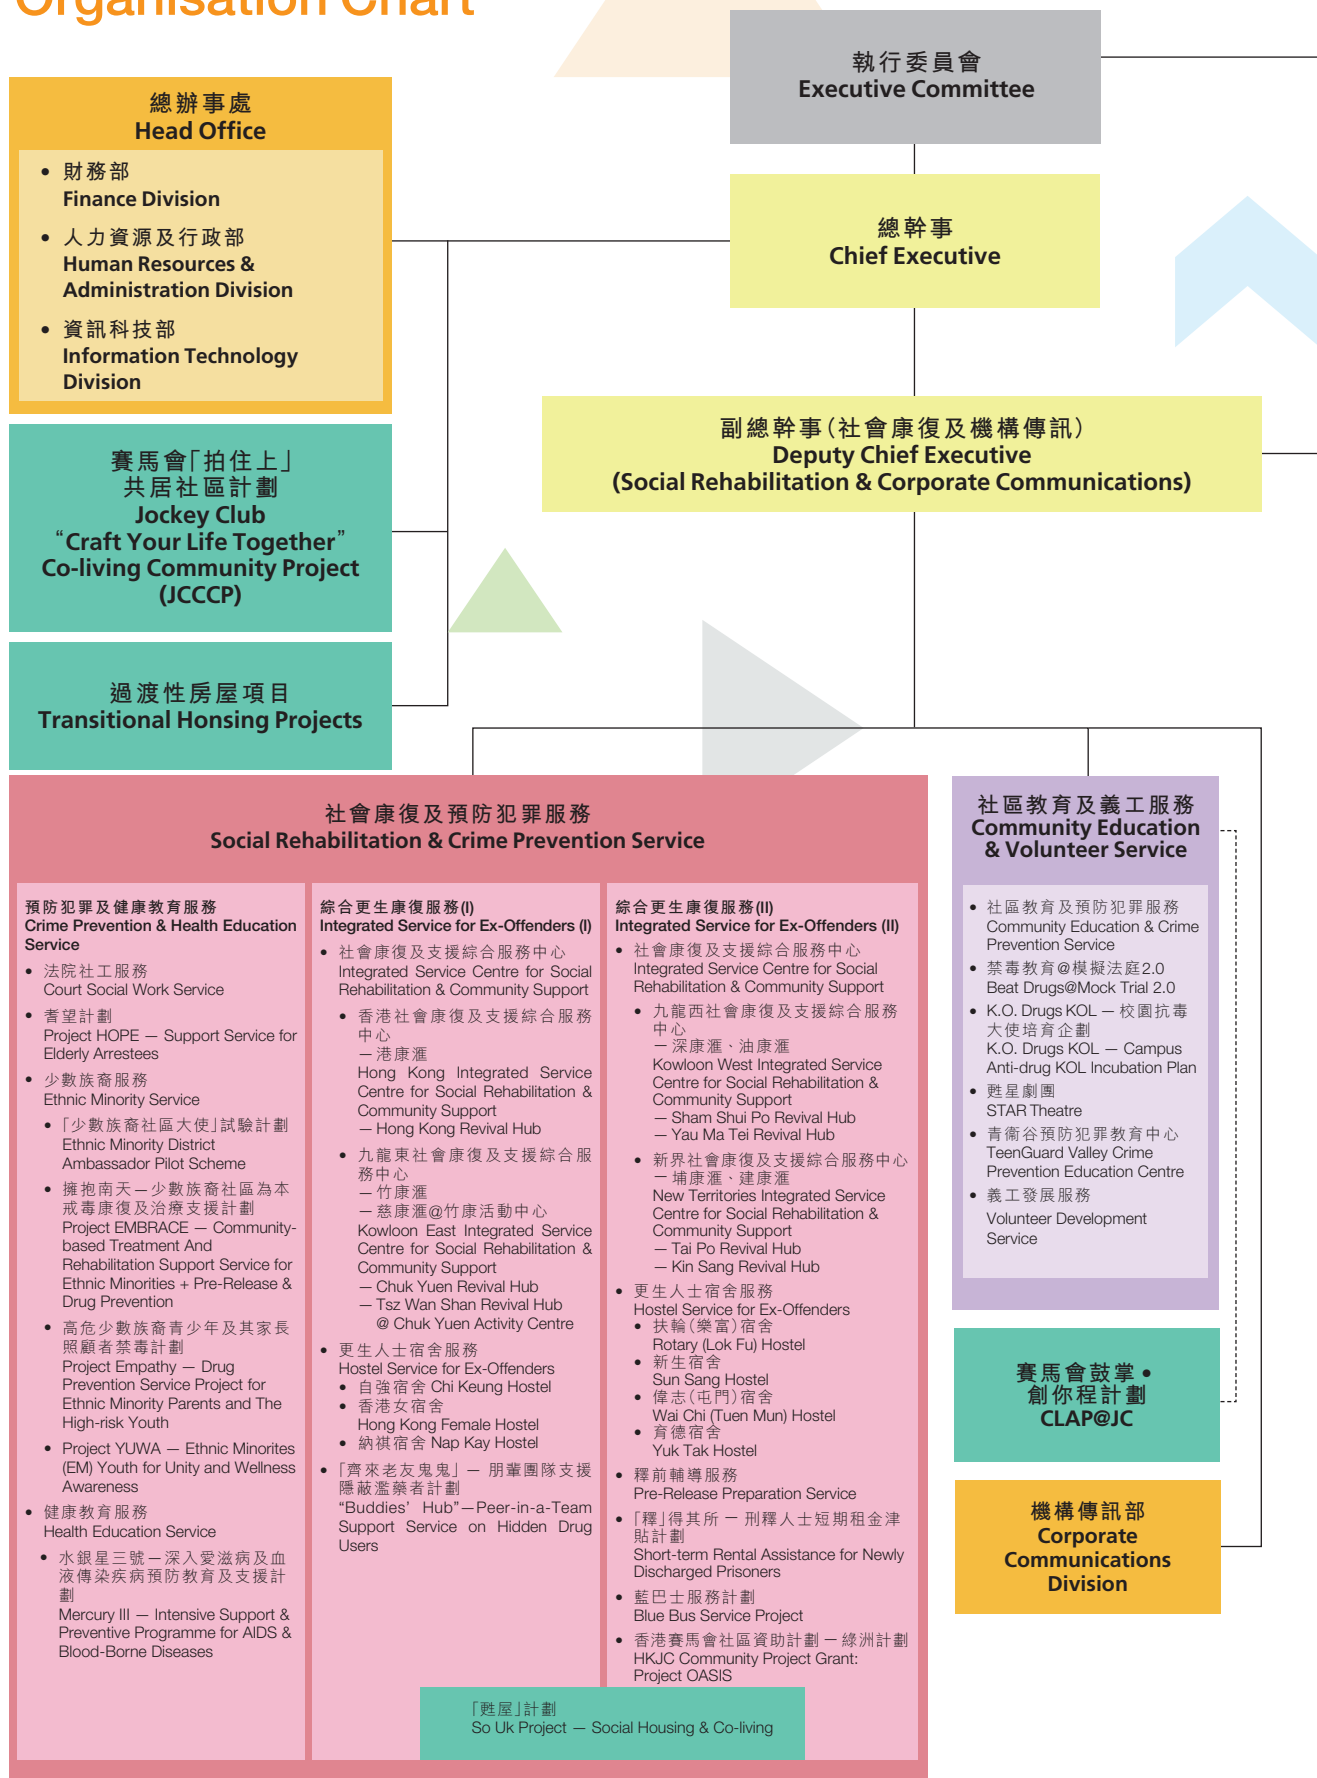 Organisation Chart
執行委員會
Executive Committee
總辦事處
Head Office
• 財務部
Finance Division
• 人力資源及行政部
Human Resources &
Administration Division
• 資訊科技部
Information Technology
Division
總幹事
Chief Executive
副總幹事(社會康復及機構傳訊)
Deputy Chief Executive
(Social Rehabilitation & Corporate Communications)
賽馬會「拍住上」
共居社區計劃
Jockey Club
“Craft Your Life Together”
Co-living Community Project
(JCCCP)
過渡性房屋項目
Transitional Honsing Projects
社會康復及預防犯罪服務
Social Rehabilitation & Crime Prevention Service
預防犯罪及健康教育服務
Crime Prevention & Health Education
Service
• 法院社工服務
Court Social Work Service
• 耆望計劃
Project HOPE — Support Service for
Elderly Arrestees
• 少數族裔服務
Ethnic Minority Service
• 「少數族裔社區大使」試驗計劃
Ethnic Minority District
Ambassador Pilot Scheme
• 擁抱南天—少數族裔社區為本
戒毒康復及治療支援計劃
Project EMBRACE — Community-
based Treatment And
Rehabilitation Support Service for
Ethnic Minorities + Pre-Release &
Drug Prevention
• 高危少數族裔青少年及其家長
照顧者禁毒計劃
Project Empathy — Drug
Prevention Service Project for
Ethnic Minority Parents and The
High-risk Youth
• Project YUWA — Ethnic Minorites
(EM) Youth for Unity and Wellness
Awareness
• 健康教育服務
Health Education Service
• 水銀星三號—深入愛滋病及血
液傳染疾病預防教育及支援計
劃
Mercury III — Intensive Support &
Preventive Programme for AIDS &
Blood-Borne Diseases
綜合更生康復服務(I)
Integrated Service for Ex-Offenders (I)
• 社會康復及支援綜合服務中心
Integrated Service Centre for Social
Rehabilitation & Community Support
• 香港社會康復及支援綜合服務
中心
— 港康滙
Hong Kong Integrated Service
Centre for Social Rehabilitation &
Community Support
— Hong Kong Revival Hub
• 九龍東社會康復及支援綜合服
務中心
— 竹康滙
— 慈康滙@竹康活動中心
Kowloon East Integrated Service
Centre for Social Rehabilitation &
Community Support
— Chuk Yuen Revival Hub
— Tsz Wan Shan Revival Hub
@ Chuk Yuen Activity Centre
• 更生人士宿舍服務
Hostel Service for Ex-Offenders
• 自強宿舍 Chi Keung Hostel
• 香港女宿舍
Hong Kong Female Hostel
• 納祺宿舍 Nap Kay Hostel
• 「齊來老友鬼鬼」 — 朋輩團隊支援
隱蔽濫藥者計劃
“Buddies’ Hub”—Peer-in-a-Team
Support Service on Hidden Drug
Users
綜合更生康復服務(II)
Integrated Service for Ex-Offenders (II)
• 社會康復及支援綜合服務中心
Integrated Service Centre for Social
Rehabilitation & Community Support
• 九龍西社會康復及支援綜合服務
中心
— 深康滙、油康滙
Kowloon West Integrated Service
Centre for Social Rehabilitation &
Community Support
— Sham Shui Po Revival Hub
— Yau Ma Tei Revival Hub
• 新界社會康復及支援綜合服務中心
— 埔康滙、建康滙
New Territories Integrated Service
Centre for Social Rehabilitation &
Community Support
— Tai Po Revival Hub
— Kin Sang Revival Hub
• 更生人士宿舍服務
Hostel Service for Ex-Offenders
• 扶輪(樂富)宿舍
Rotary (Lok Fu) Hostel
• 新生宿舍
Sun Sang Hostel
• 偉志(屯門)宿舍
Wai Chi (Tuen Mun) Hostel
• 育德宿舍
Yuk Tak Hostel
• 釋前輔導服務
Pre-Release Preparation Service
• 「釋」得其所 — 刑釋人士短期租金津
貼計劃
Short-term Rental Assistance for Newly
Discharged Prisoners
• 藍巴士服務計劃
Blue Bus Service Project
• 香港賽馬會社區資助計劃 — 綠洲計劃
HKJC Community Project Grant:
Project OASIS
「甦屋」計劃
So Uk Project — Social Housing & Co-living
社區教育及義工服務
Community Education
& Volunteer Service
• 社區教育及預防犯罪服務
Community Education & Crime
Prevention Service
• 禁毒教育@模擬法庭2.0
Beat Drugs@Mock Trial 2.0
• K.O. Drugs KOL — 校園抗毒
大使培育企劃
K.O. Drugs KOL — Campus
Anti-drug KOL Incubation Plan
• 甦星劇團
STAR Theatre
• 青衞谷預防犯罪教育中心
TeenGuard Valley Crime
Prevention Education Centre
• 義工發展服務
Volunteer Development
Service
賽馬會鼓掌•
創你程計劃
CLAP@JC
機構傳訊部
Corporate
Communications
Division